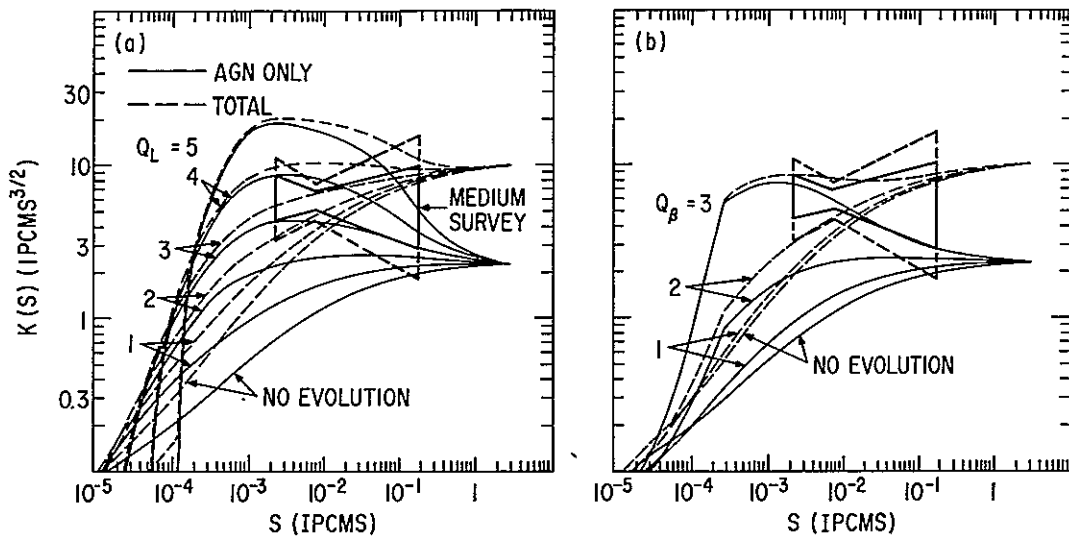 (a)
AGN ONLY
TOTAL
30
10
3
1
0.3
K(S) (IPCMS^3/2)
Q_L = 5
4
3
2
1
MEDIUM
SURVEY
NO EVOLUTION
10^-5 10^-4 10^-3 10^-2 10^-1 1
S (IPCMS)
(b)
Q_β = 3
2
1
NO EVOLUTION
10^-5 10^-4 10^-3 10^-2 10^-1 1
S (IPCMS)